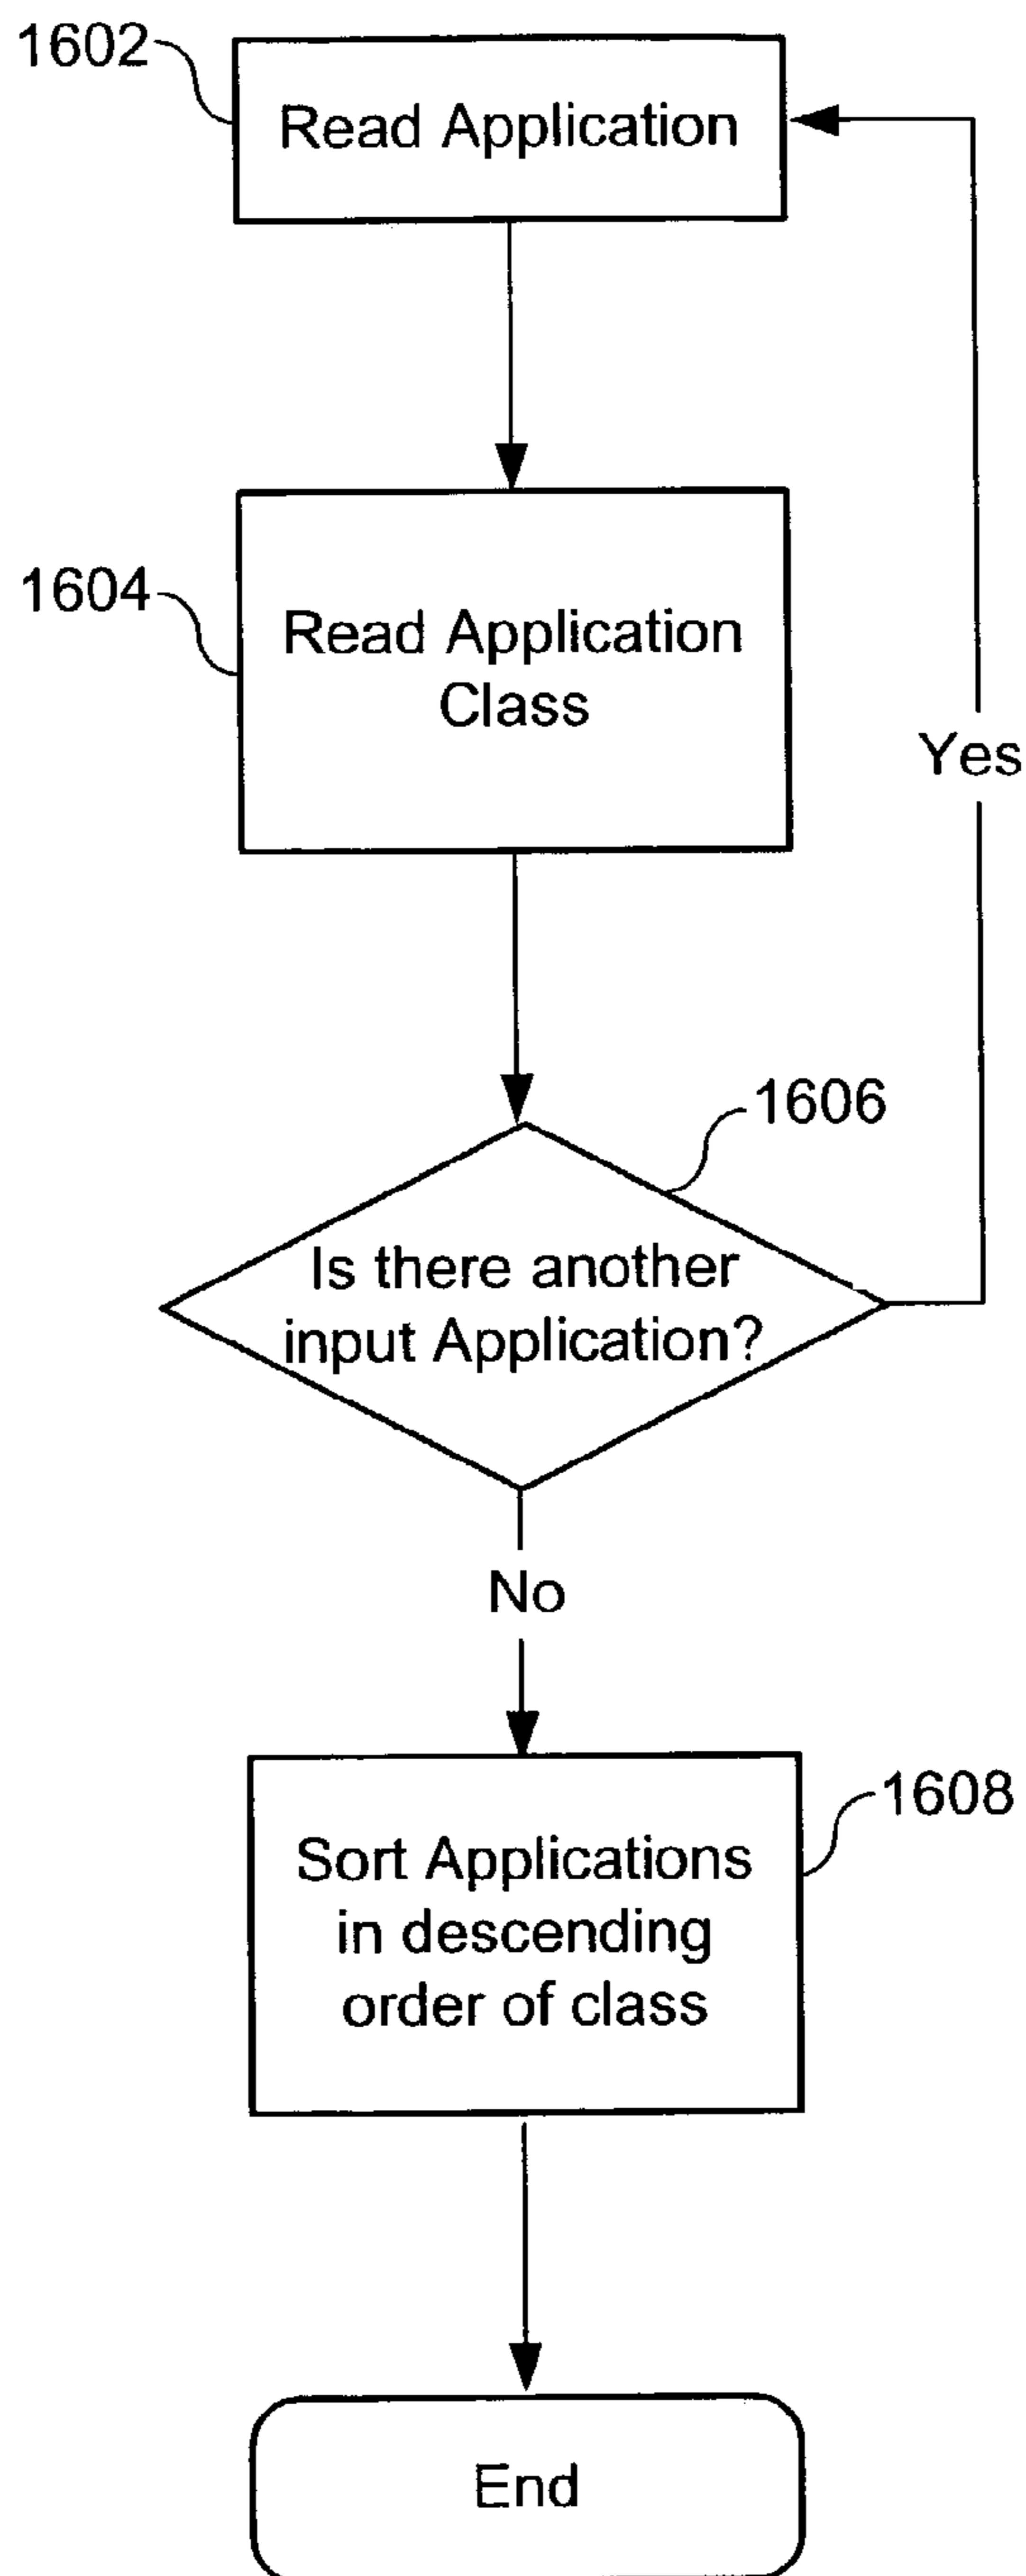 1602
Read Application
1604
Read Application
Class
Yes
1606
Is there another
input Application?
No
1608
Sort Applications
in descending
order of class
End